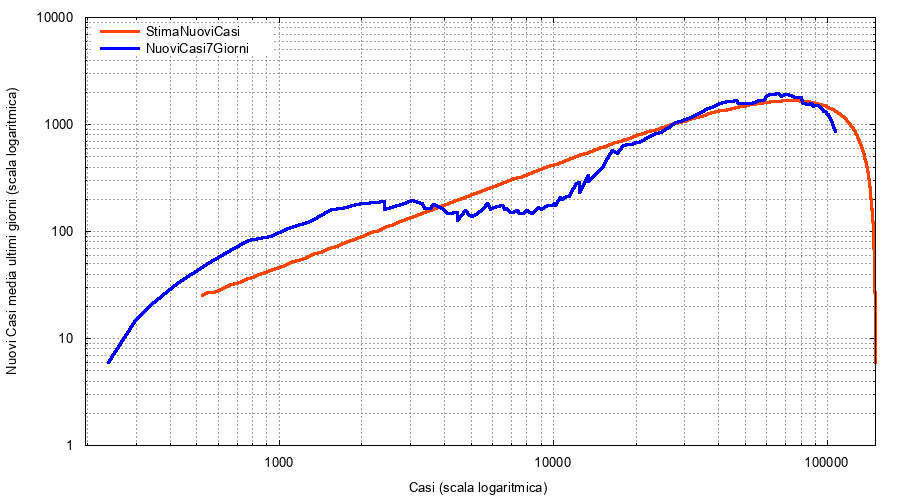 10000
StimaNuoviCasi
NuoviCasi7Giorni
1000
100
10
1
Nuovi Casi media ultimi giorni (scala logaritmica)
1000 10000 100000
Casi (scala logaritmica)